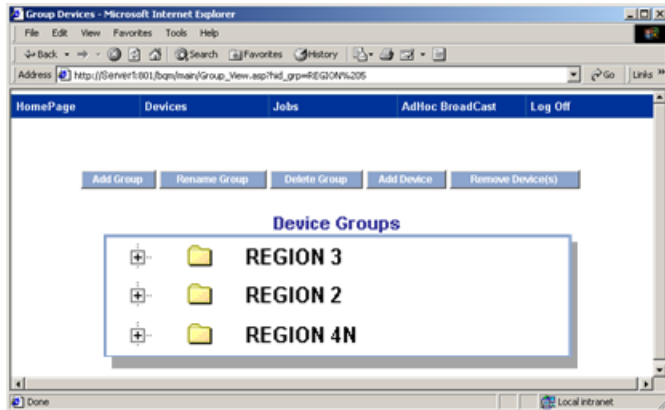 Group Devices - Microsoft Internet Explorer
File Edit View Favorites Tools Help
Back Search Favorites History
Address http://Server1:801/bqm/main/Group_View.asp?hid_grp=REGION%205 Go Links »
HomePage Devices Jobs AdHoc BroadCast Log Off
Add Group Rename Group Delete Group Add Device Remove Device(s)
Device Groups
REGION 3
REGION 2
REGION 4N
Done Local intranet